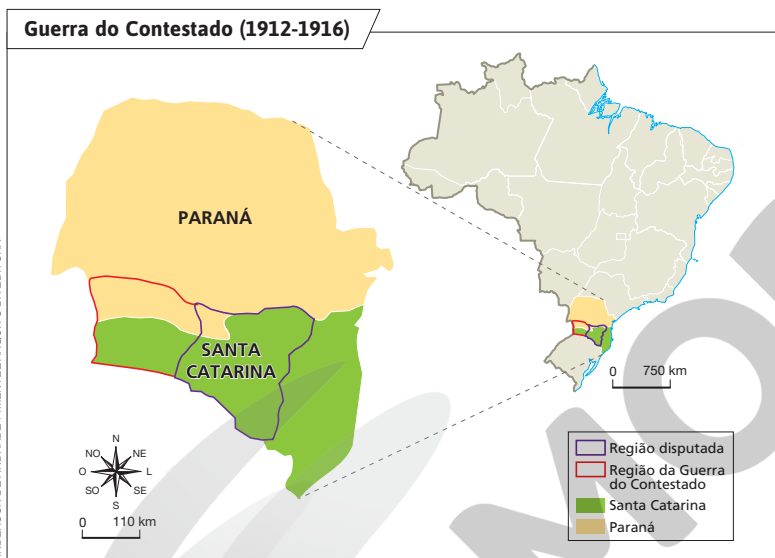 Guerra do Contestado (1912-1916)
PARANÁ
SANTA
CATARINA
N
NO
NE
O
L
SO
SE
S
0 110 km
0 750 km
Região disputada
Região da Guerra
do Contestado
Santa Catarina
Paraná